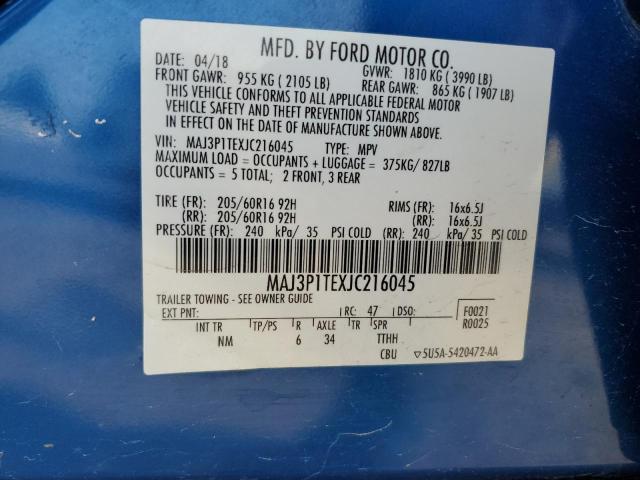 MFD. BY FORD MOTOR CO.
DATE: 04/18 GVWR: 1810 KG ( 3990 LB)
FRONT GAWR: 955 KG ( 2105 LB) REAR GAWR: 865 KG ( 1907 LB)
THIS VEHICLE CONFORMS TO ALL APPLICABLE FEDERAL MOTOR
VEHICLE SAFETY AND THEFT PREVENTION STANDARDS
IN EFFECT ON THE DATE OF MANUFACTURE SHOWN ABOVE.
VIN: MAJ3P1TEXJC216045 TYPE: MPV
MAXIMUM LOAD = OCCUPANTS + LUGGAGE = 375KG/ 827LB
OCCUPANTS = 5 TOTAL; 2 FRONT, 3 REAR
TIRE (FR): 205/60R16 92H RIMS (FR): 16x6.5J
(RR): 205/60R16 92H (RR): 16x6.5J
PRESSURE (FR): 240 kPa/ 35 PSI COLD (RR): 240 kPa/ 35 PSI COLD
MAJ3P1TEXJC216045
TRAILER TOWING - SEE OWNER GUIDE
EXT PNT: RC: 47 DSO: F0021
R0025
INT TR TP/PS R AXLE TR SPR
NM 6 34 TTHH
CBU 5U5A-5420472-AA